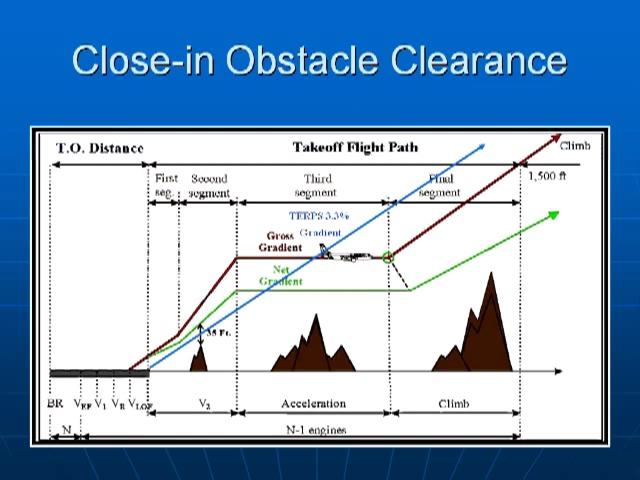 Close-in Obstacle Clearance
T.O. Distance
Takeoff Flight Path
Climb
First seg.
Second segment
Third segment
Final segment
1,500 ft
TERPS 3.3% Gradient
Gross Gradient
Net Gradient
35 Ft.
BR VEF V1 VR VLOF
V2
Acceleration
Climb
N
N-1 engines